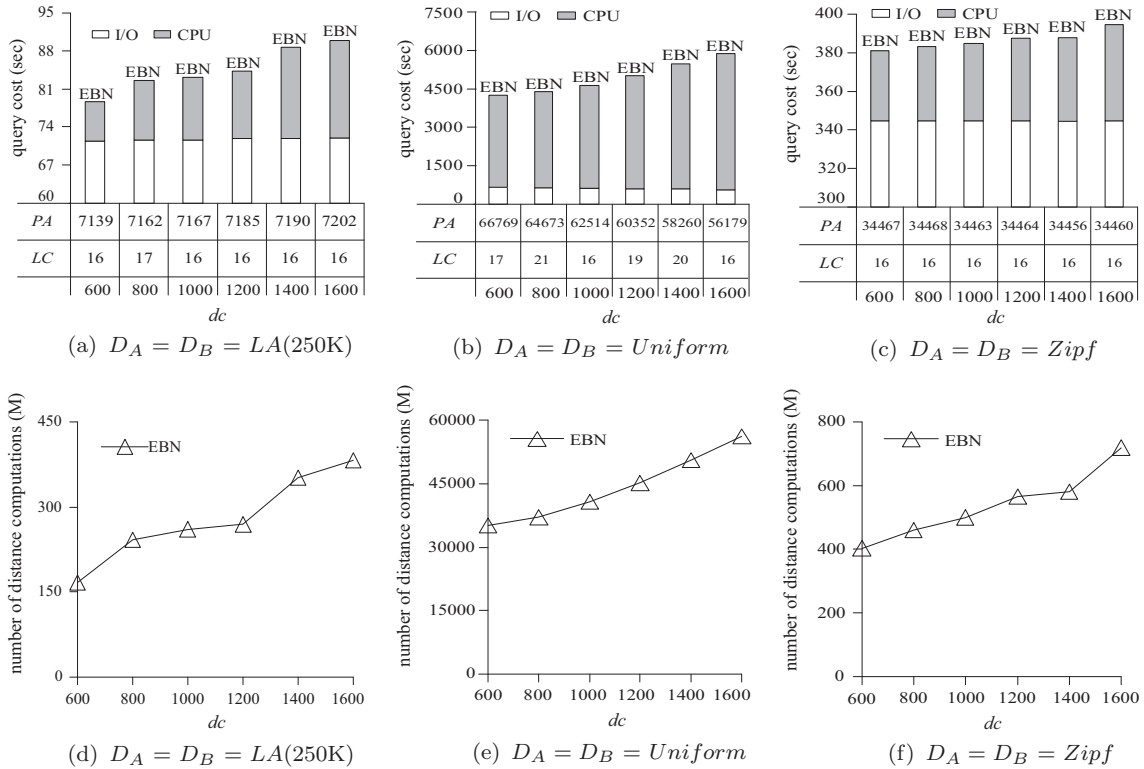 query cost (sec)
95
88
81
74
67
60
I/O CPU
EBN EBN EBN EBN EBN EBN
PA 7139 7162 7167 7185 7190 7202
LC 16 17 16 16 16 16
600 800 1000 1200 1400 1600
dc
(a) D_A = D_B = LA(250K)
query cost (sec)
7500
6000
4500
3000
1500
0
I/O CPU
EBN EBN EBN EBN EBN EBN
PA 66769 64673 62514 60352 58260 56179
LC 17 21 16 19 20 16
600 800 1000 1200 1400 1600
dc
(b) D_A = D_B = Uniform
query cost (sec)
400
380
360
340
320
300
I/O CPU
EBN EBN EBN EBN EBN EBN
PA 34467 34468 34463 34464 34456 34460
LC 16 16 16 16 16 16
600 800 1000 1200 1400 1600
dc
(c) D_A = D_B = Zipf
number of distance computations (M)
450
300
150
0
EBN
600 800 1000 1200 1400 1600
dc
(d) D_A = D_B = LA(250K)
number of distance computations (M)
60000
45000
30000
15000
0
EBN
600 800 1000 1200 1400 1600
dc
(e) D_A = D_B = Uniform
number of distance computations (M)
800
600
400
200
0
EBN
600 800 1000 1200 1400 1600
dc
(f) D_A = D_B = Zipf